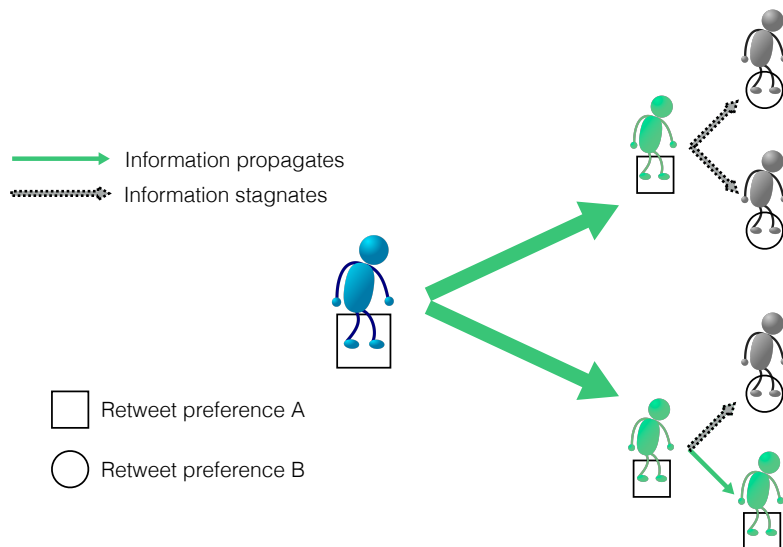 Information propagates
Information stagnates
Retweet preference A
Retweet preference B